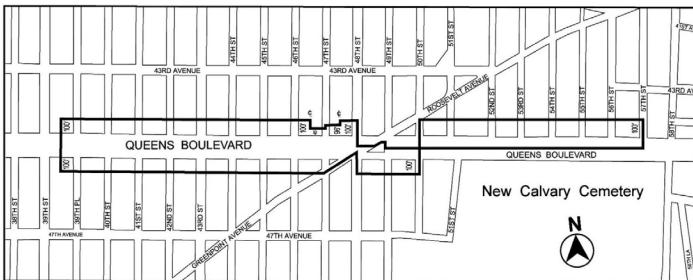 44TH ST
45TH ST
46TH ST
47TH ST
48TH ST
49TH ST
50TH ST
51ST ST
43RD AVENUE
43RD AVENUE
43RD AVENUE
ROOSEVELT AVENUE
52ND ST
53RD ST
54TH ST
55TH ST
56TH ST
57TH ST
58TH ST
100'
100'
100'
100'
QUEENS BOULEVARD
100'
100'
QUEENS BOULEVARD
New Calvary Cemetery
38TH ST
39TH ST
39TH PL
40TH ST
41ST ST
42ND ST
43RD ST
GREENPOINT AVENUE
47TH AVENUE
47TH AVENUE
51ST ST
N